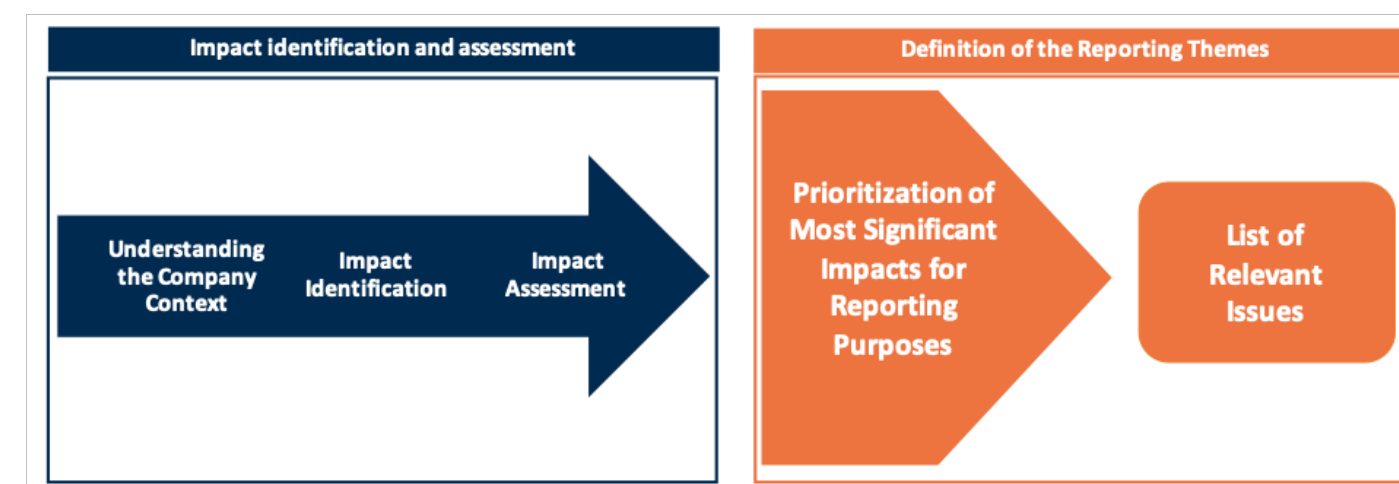 Impact identification and assessment
Understanding
the Company
Context
Impact
Identification
Impact
Assessment
Definition of the Reporting Themes
Prioritization of
Most Significant
Impacts for
Reporting
Purposes
List of
Relevant
Issues